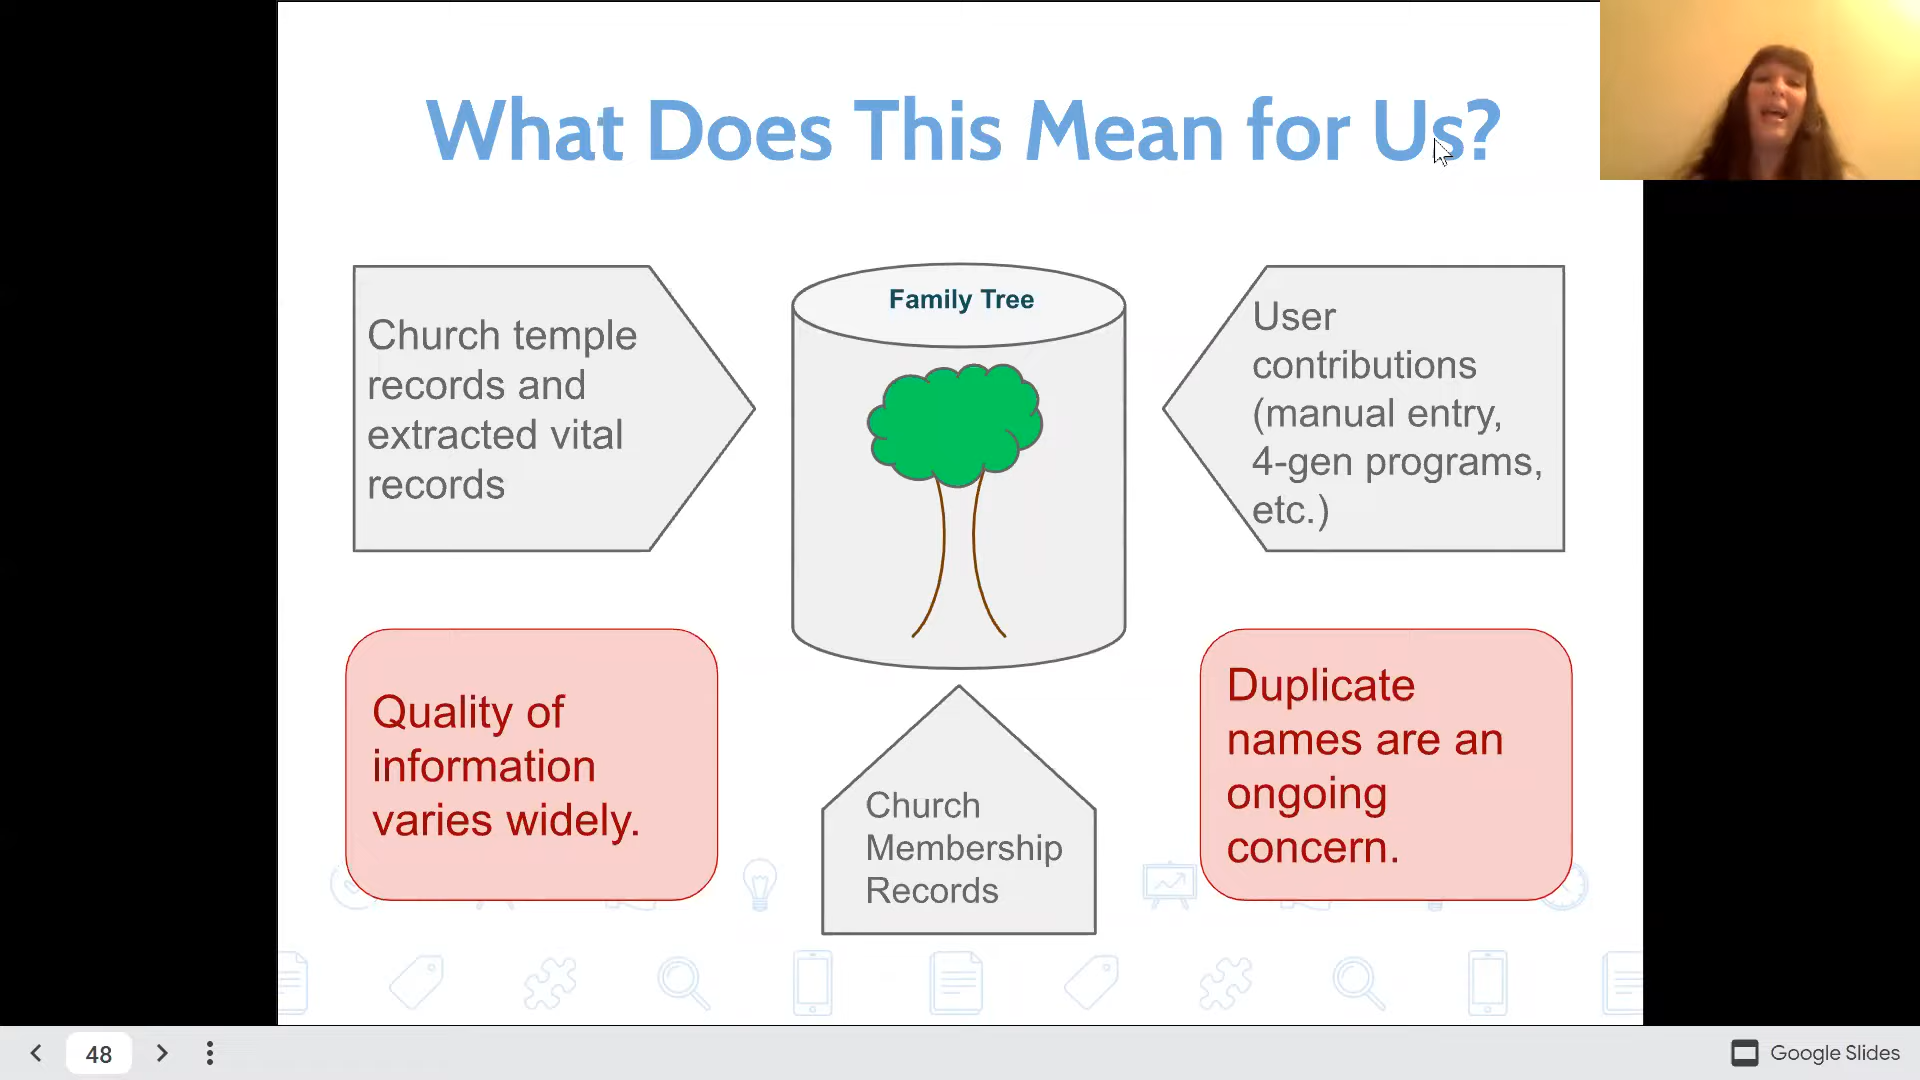 What Does This Mean for Us?
Church temple
records and
extracted vital
records
Family Tree
User
contributions
(manual entry,
4-gen programs,
etc.)
Quality of
information
varies widely.
Church
Membership
Records
Duplicate
names are an
ongoing
concern.
48
Google Slides